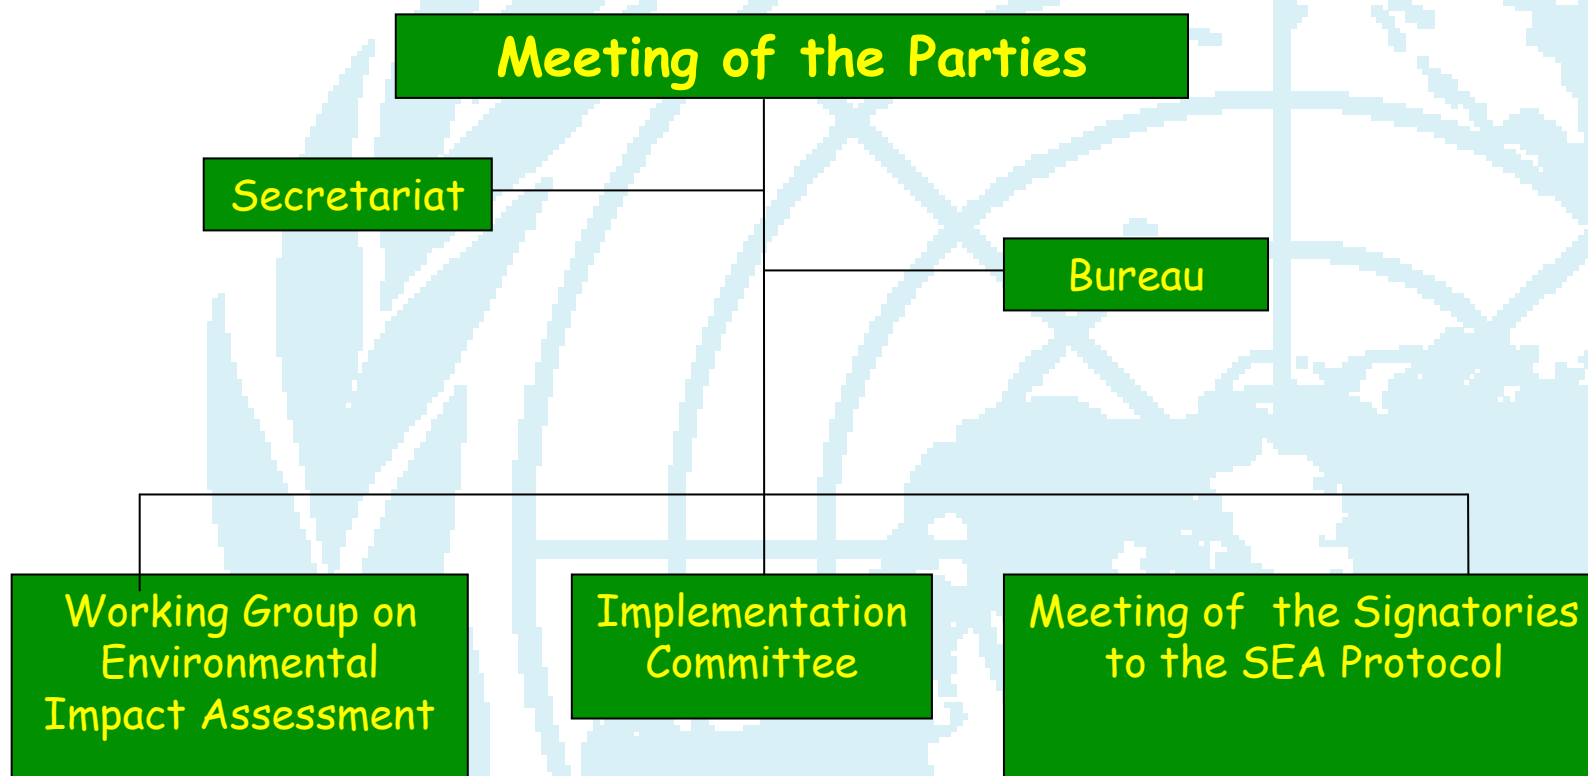 Meeting of the Parties
Secretariat
Bureau
Working Group on
Environmental
Impact Assessment
Implementation
Committee
Meeting of the Signatories
to the SEA Protocol